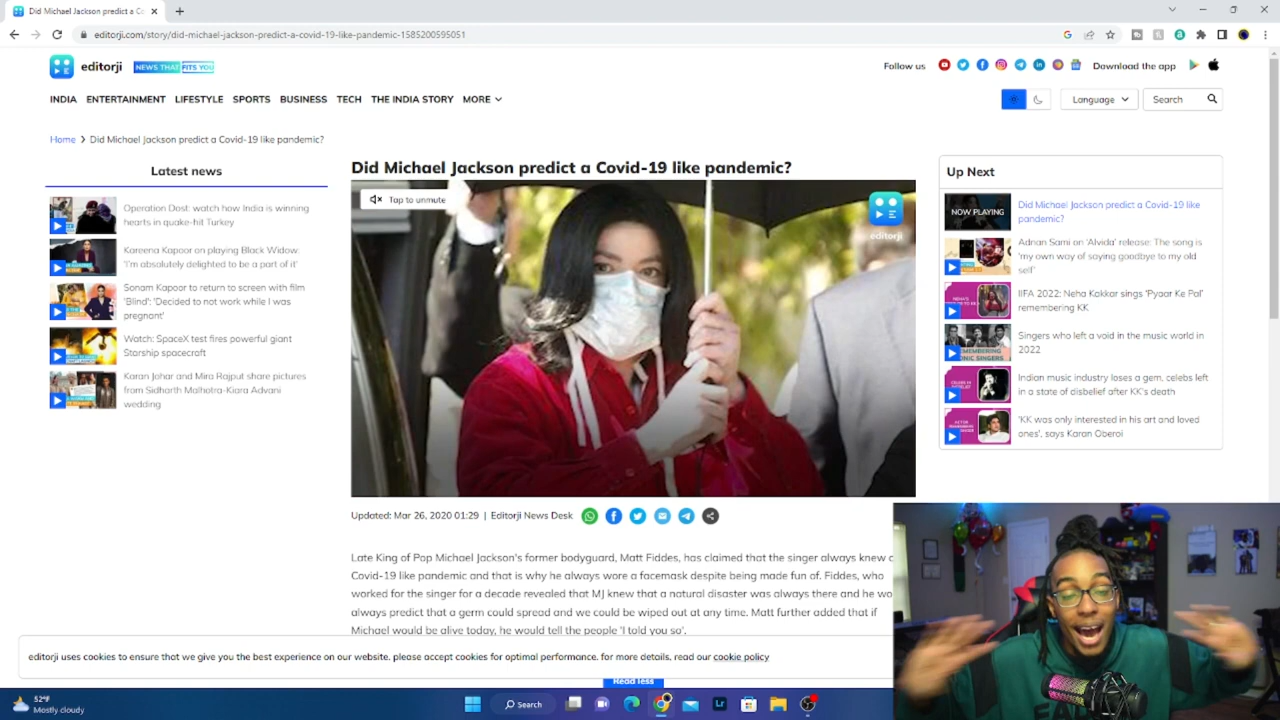 Did Michael Jackson predict a C
editorji.com/story/did-michael-jackson-predict-a-covid-19-like-pandemic-1585200595051
editorji
NEWS THAT FITS YOU
Follow us
Download the app
INDIA ENTERTAINMENT LIFESTYLE SPORTS BUSINESS TECH THE INDIA STORY MORE
Language
Search
Home > Did Michael Jackson predict a Covid-19 like pandemic?
Latest news
Operation Dost: watch how India is winning
hearts in quake-hit Turkey
Kareena Kapoor on playing Black Widow:
'I'm absolutely delighted to be a part of it'
Sonam Kapoor to return to screen with film
'Blind': 'Decided to not work while I was
pregnant'
Watch: SpaceX test fires powerful giant
Starship spacecraft
Karan Johar and Mira Rajput share pictures
from Sidharth Malhotra-Kiara Advani
wedding
Did Michael Jackson predict a Covid-19 like pandemic?
Tap to unmute
editorji
Updated: Mar 26, 2020 01:29 | Editorji News Desk
Late King of Pop Michael Jackson's former bodyguard, Matt Fiddes, has claimed that the singer always knew
Covid-19 like pandemic and that is why he always wore a facemask despite being made fun of. Fiddes, who
worked for the singer for a decade revealed that MJ knew that a natural disaster was always there and he wo
always predict that a germ could spread and we could be wiped out at any time. Matt further added that if
Michael would be alive today, he would tell the people 'I told you so'.
Up Next
NOW PLAYING
Did Michael Jackson predict a Covid-19 like
pandemic?
Adnan Sami on 'Alvida' release: The song is
'my own way of saying goodbye to my old
self'
IIFA 2022: Neha Kakkar sings 'Pyaar Ke Pal'
remembering KK
Singers who left a void in the music world in
2022
Indian music industry loses a gem, celebs left
in a state of disbelief after KK's death
'KK was only interested in his art and loved
ones', says Karan Oberoi
editorji uses cookies to ensure that we give you the best experience on our website. please accept cookies for optimal performance. for more details, read our cookie policy
Read less
52°F
Mostly cloudy
Search